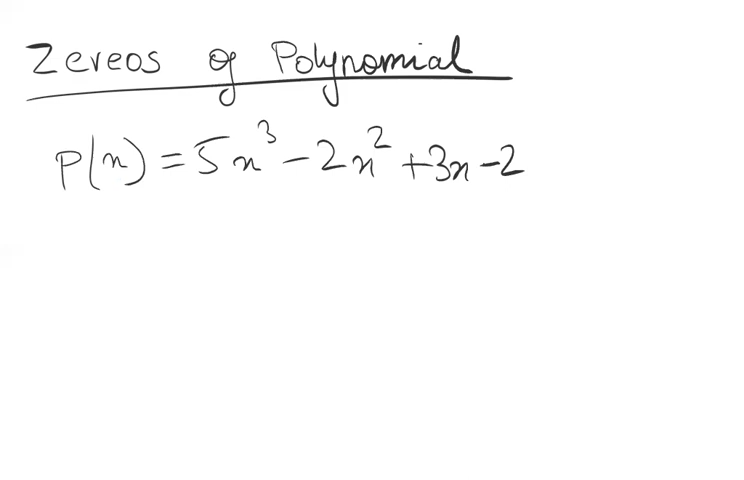 Zereos of Polynomial
p(x) = 5x³ - 2x² + 3x - 2